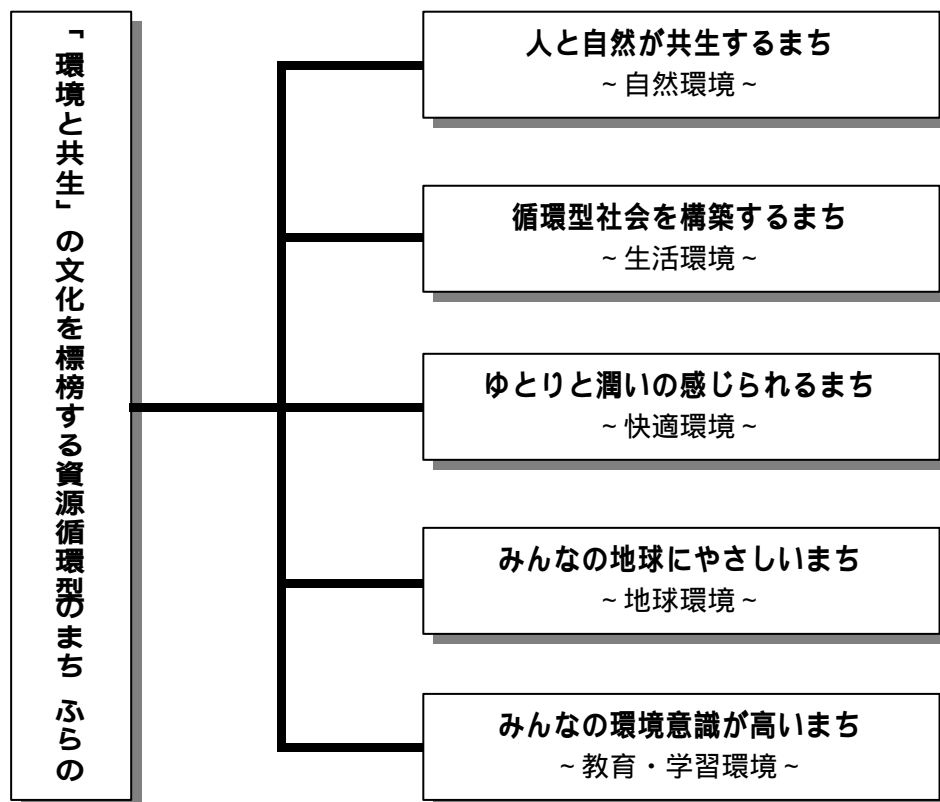 「環境と共生」の文化を標榜する資源循環型のまち ふらの
人と自然が共生するまち
~自然環境~
循環型社会を構築するまち
~生活環境~
ゆとりと潤いの感じられるまち
~快適環境~
みんなの地球にやさしいまち
~地球環境~
みんなの環境意識が高いまち
~教育・学習環境~